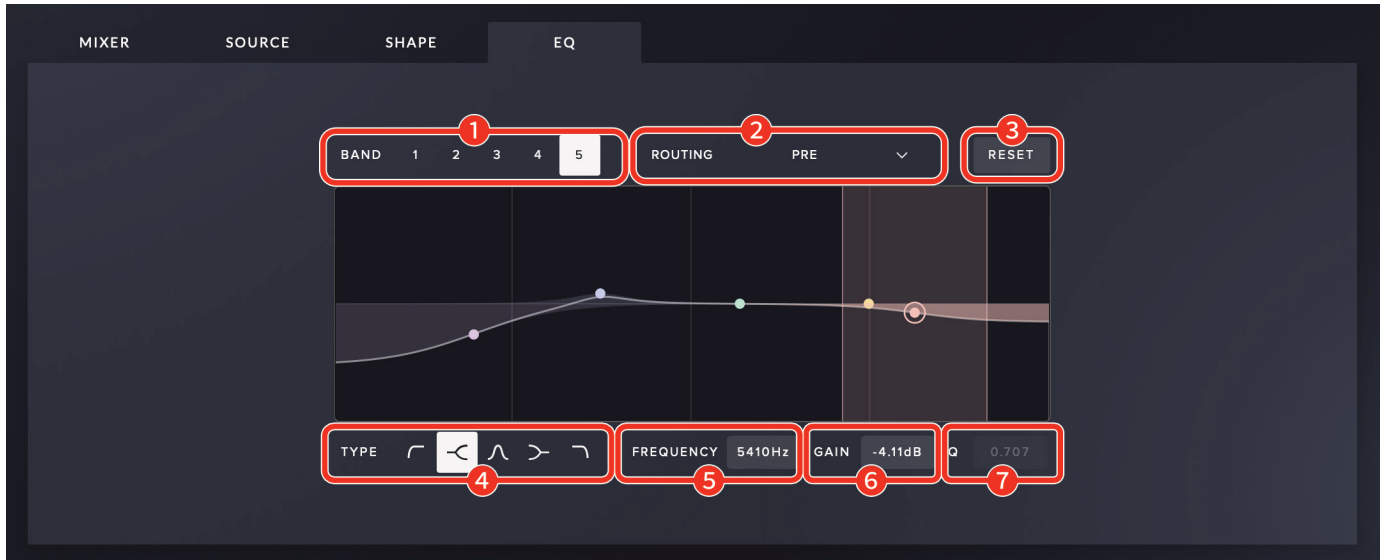 MIXER SOURCE SHAPE EQ
1 2 3
BAND 1 2 3 4 5 ROUTING PRE RESET
TYPE FREQUENCY 5410Hz GAIN -4.11dB Q 0.707
4 5 6 7